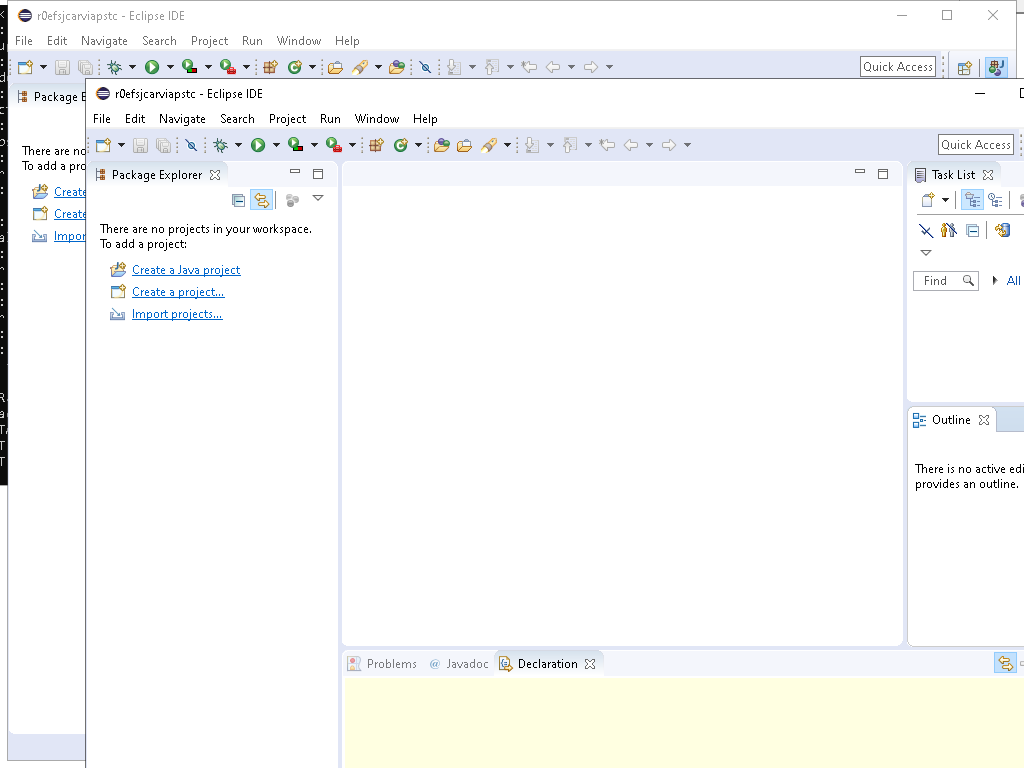 r0efsjcarviapstc - Eclipse IDE
File Edit Navigate Search Project Run Window Help
Quick Access
Package E
There are no
To add a pro
Create
Create
Impor
r0efsjcarviapstc - Eclipse IDE
File Edit Navigate Search Project Run Window Help
Quick Access
Package Explorer
There are no projects in your workspace.
To add a project:
Create a Java project
Create a project...
Import projects...
Task List
Find
All
Outline
There is no active edi
provides an outline.
Problems @ Javadoc Declaration